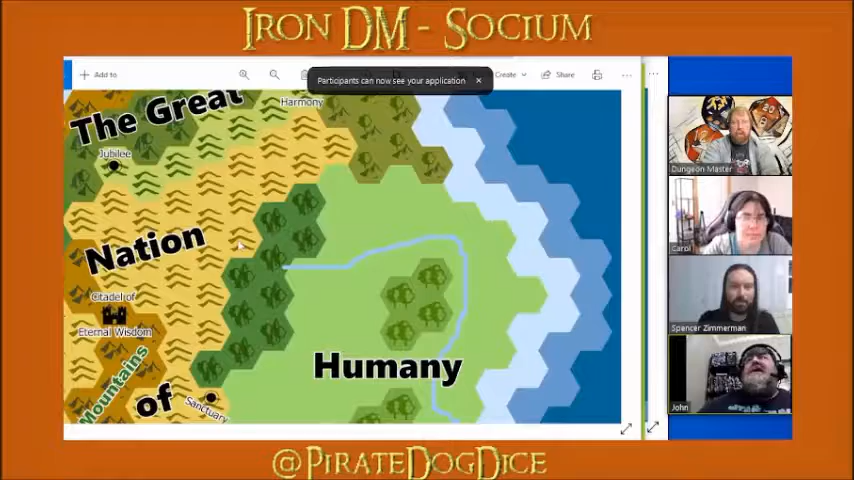 IRON DM - SOCIUM
Add to
Participants can now see your application
Create
Share
The Great
Harmony
Jubilee
Nation
Citadel of
Eternal Wisdom
Mountains
of
Sanctuary
Humany
Dungeon Master
Carol
Spencer Zimmerman
John
@PIRATEDOGDICE